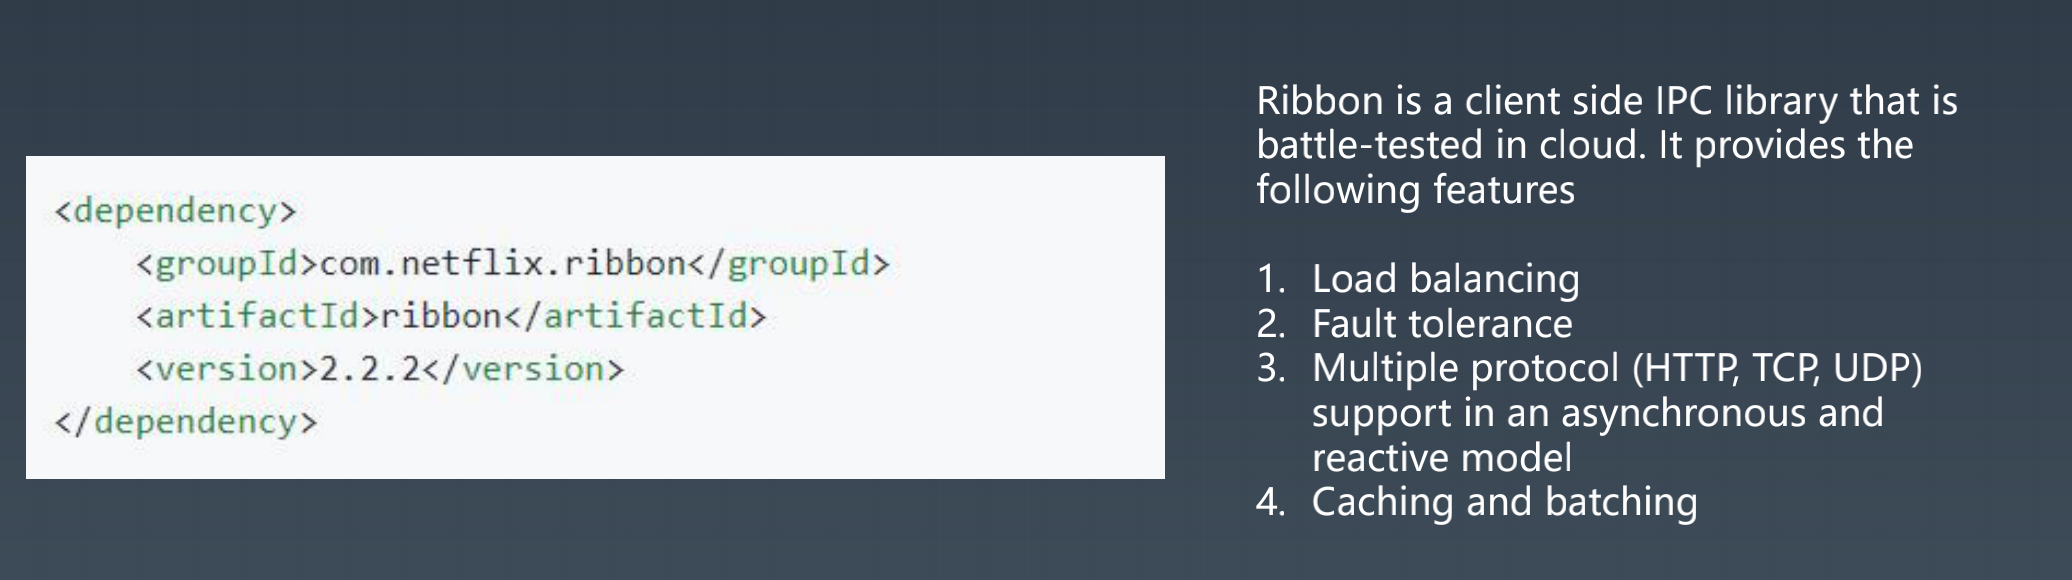 <dependency>
    <groupId>com.netflix.ribbon</groupId>
    <artifactId>ribbon</artifactId>
    <version>2.2.2</version>
</dependency>
Ribbon is a client side IPC library that is
battle-tested in cloud. It provides the
following features
1. Load balancing
2. Fault tolerance
3. Multiple protocol (HTTP, TCP, UDP)
support in an asynchronous and
reactive model
4. Caching and batching